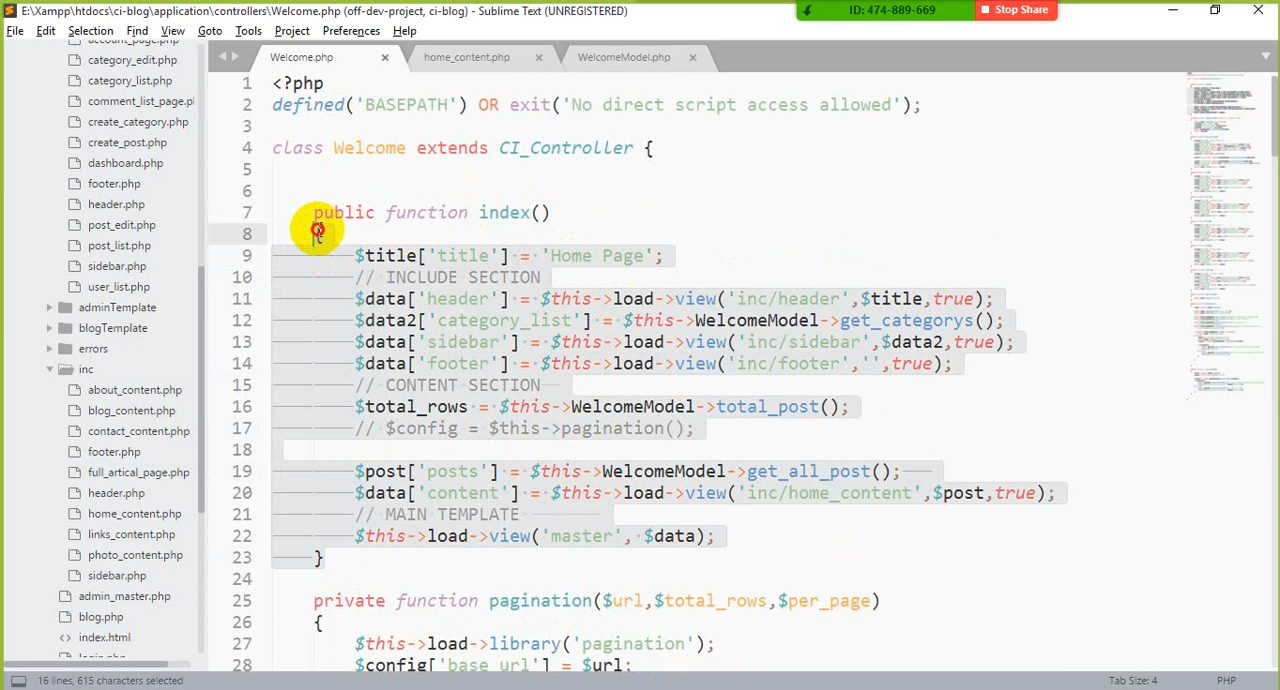 E:\Xampp\htdocs\ci-blog\application\controllers\Welcome.php (off-dev-project, ci-blog) - Sublime Text (UNREGISTERED)
ID: 474-889-669
Stop Share
File Edit Selection Find View Goto Tools Project Preferences Help
account_page.php
category_edit.php
category_list.php
comment_list_page.pl
create_category.php
create_post.php
dashboard.php
footer.php
header.php
post_edit.php
post_list.php
sidebar.php
user_list.php
adminTemplate
blogTemplate
errors
inc
about_content.php
blog_content.php
contact_content.php
footer.php
full_artical_page.php
header.php
home_content.php
links_content.php
photo_content.php
sidebar.php
admin_master.php
blog.php
index.html
login.php
Welcome.php
home_content.php
WelcomeModel.php
1 <?php
2 defined('BASEPATH') OR exit('No direct script access allowed');
3
4 class Welcome extends CI_Controller {
5
6
7 public function index()
8 {
9 $title['title'] = 'Home Page';
10 // INCLUDE SECTION
11 $data['header'] = $this->load->view('inc/header',$title,true);
12 $data2['category_list'] = $this->WelcomeModel->get_categorys();
13 $data['sidebar'] = $this->load->view('inc/sidebar',$data2,true);
14 $data['footer'] = $this->load->view('inc/footer','',true);
15 // CONTENT SECTION
16 $total_rows = $this->WelcomeModel->total_post();
17 // $config = $this->pagination();
18
19 $post['posts'] = $this->WelcomeModel->get_all_post();
20 $data['content'] = $this->load->view('inc/home_content',$post,true);
21 // MAIN TEMPLATE
22 $this->load->view('master', $data);
23 }
24
25 private function pagination($url,$total_rows,$per_page)
26 {
27 $this->load->library('pagination');
28 $config['base_url'] = $url;
16 lines, 615 characters selected
Tab Size: 4
PHP